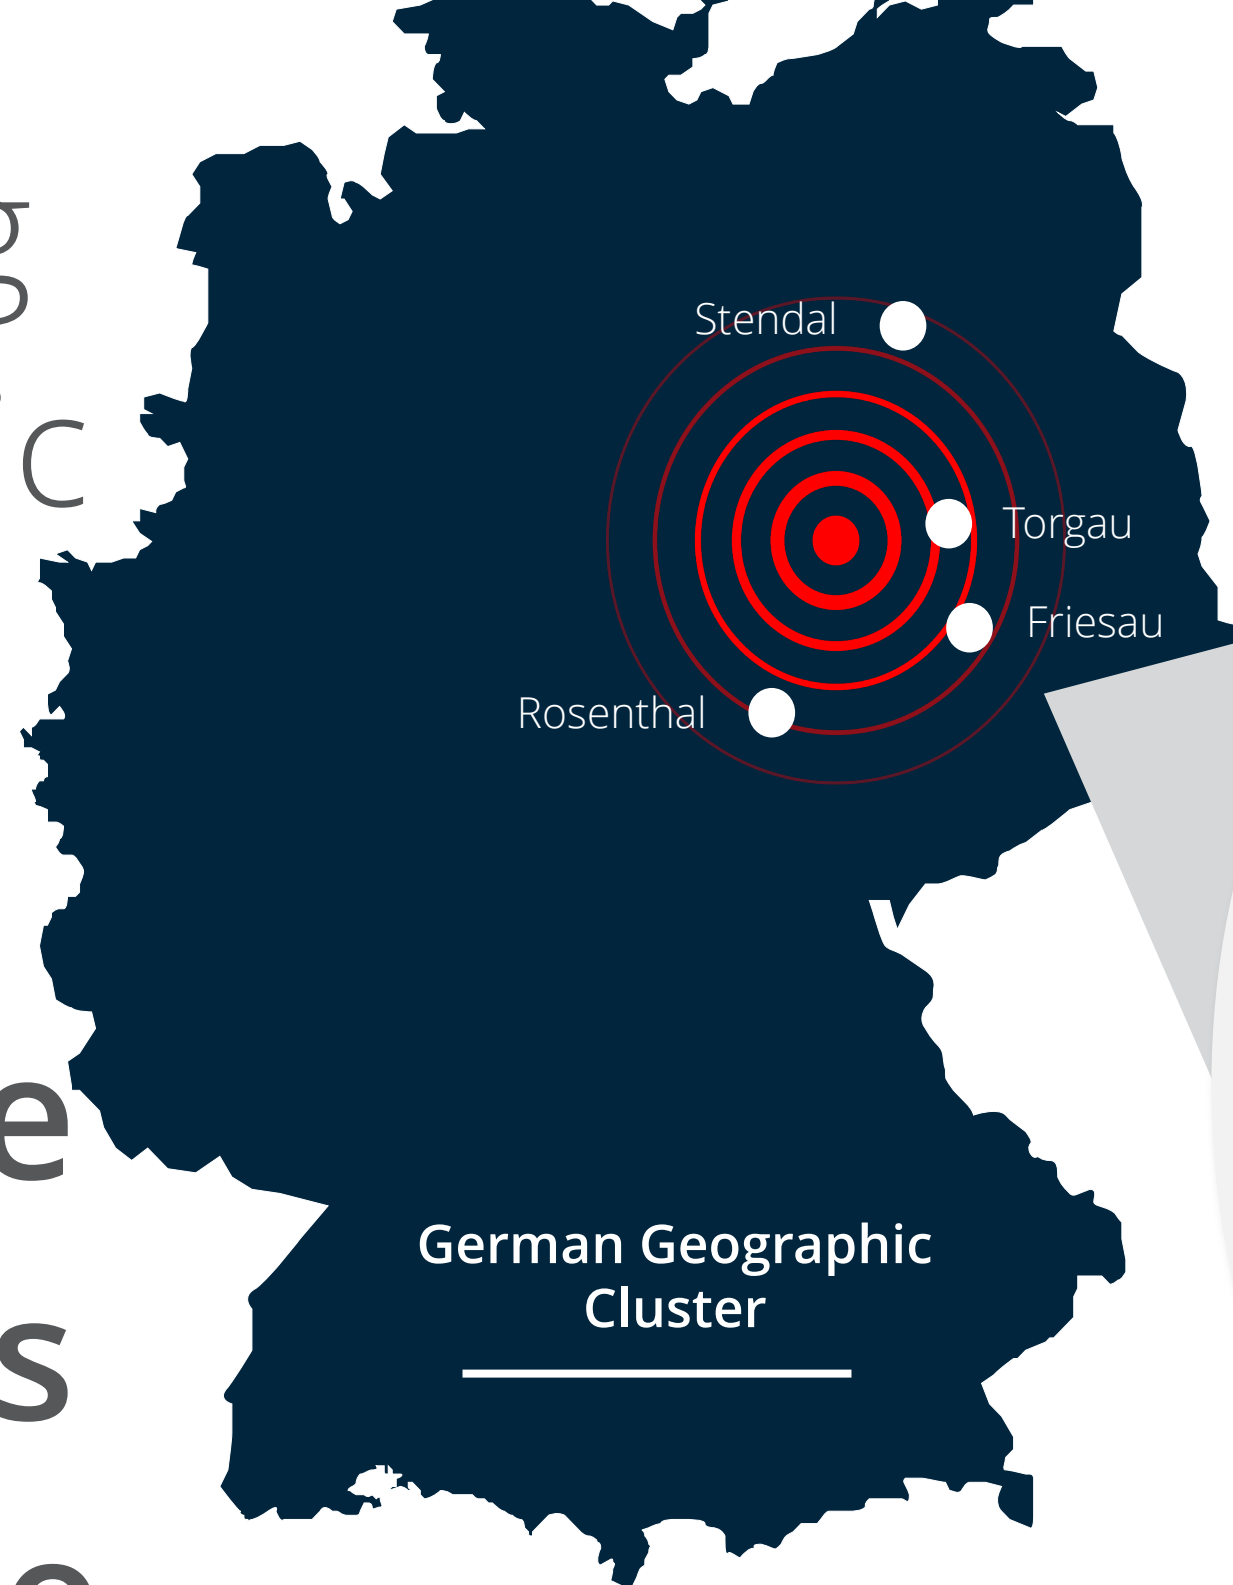 g
C
Stendal
Torgau
Friesau
Rosenthal
e
German Geographic
Cluster
s